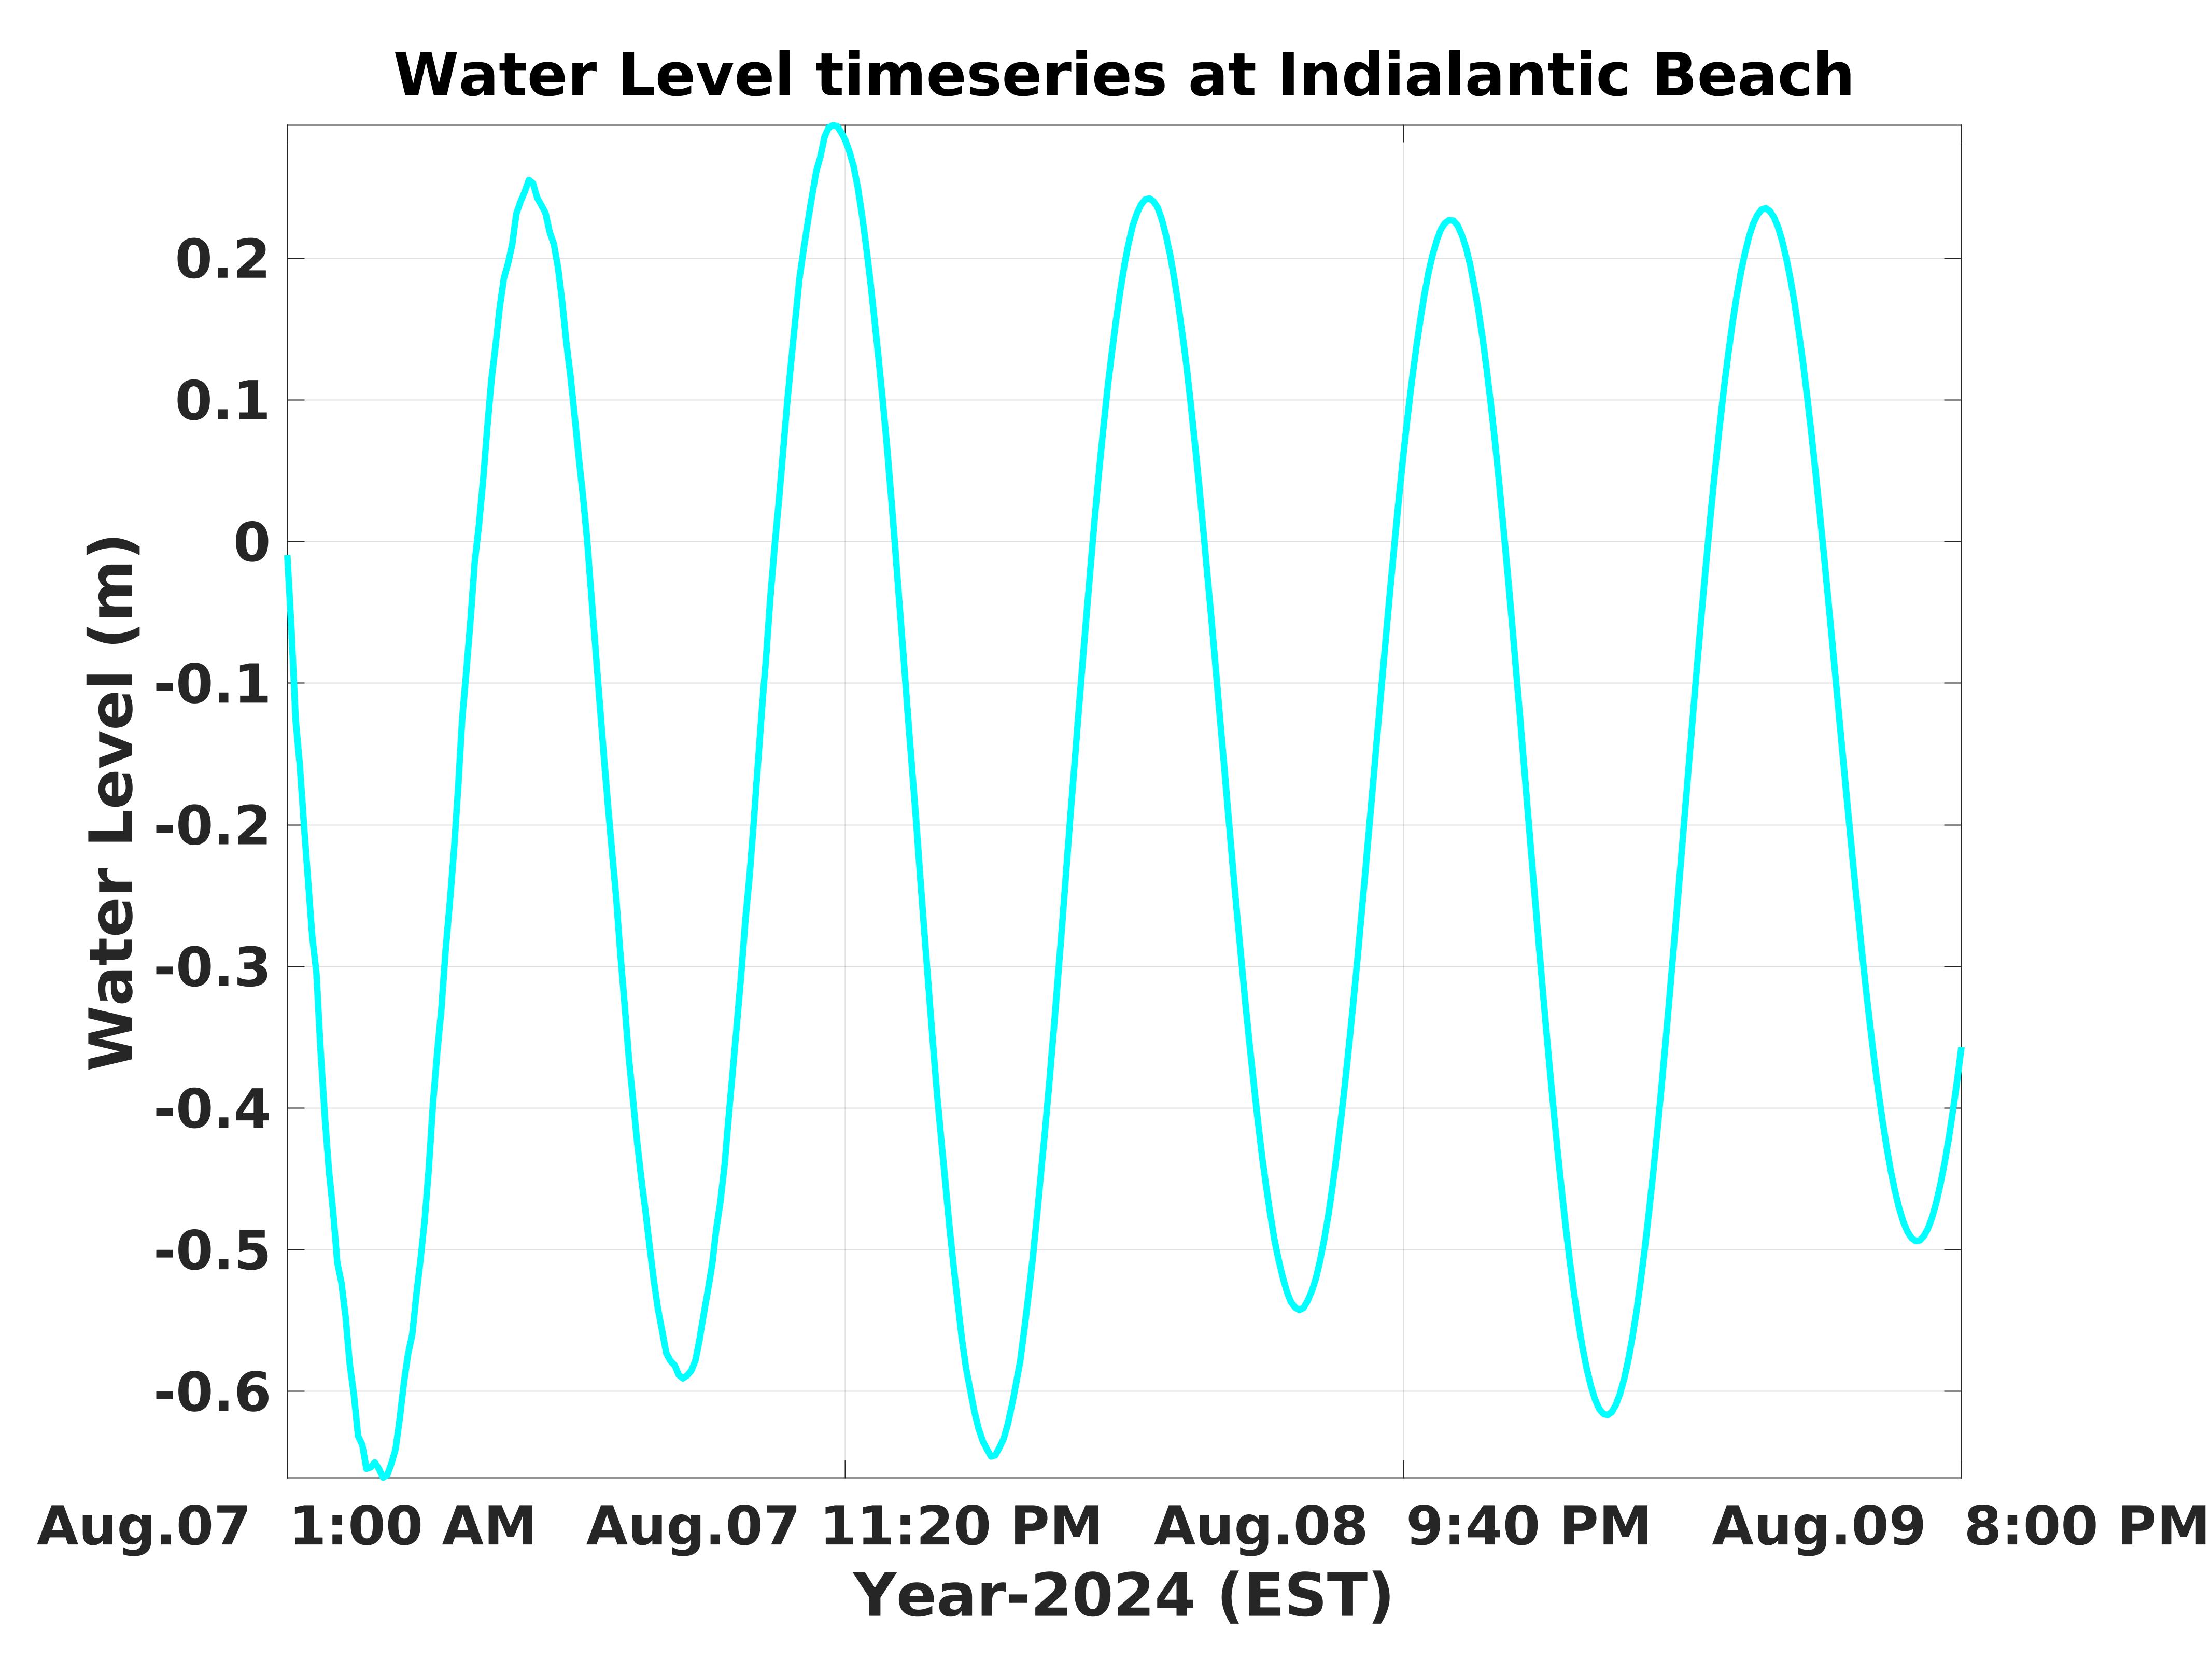 Water Level timeseries at Indialantic Beach
0.2
0.1
0
-0.1
-0.2
-0.3
-0.4
-0.5
-0.6
Water Level (m)
Aug.07 1:00 AM Aug.07 11:20 PM Aug.08 9:40 PM Aug.09 8:00 PM
Year-2024 (EST)